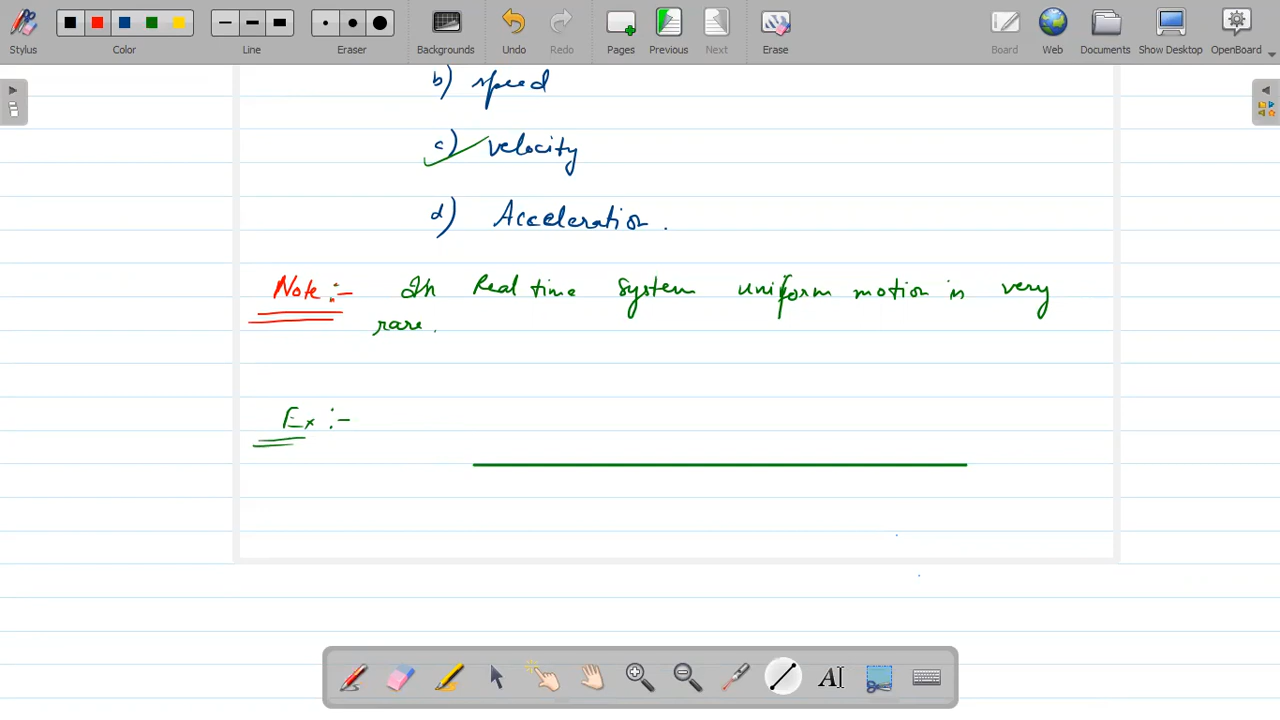 Stylus
Color
Line
Eraser
Backgrounds
Undo
Redo
Pages
Previous
Next
Erase
Board
Web
Documents
Show Desktop
OpenBoard
b) speed
c) velocity
d) Acceleration.
Note :- In Real time System uniform motion is very
rare.
Ex :-